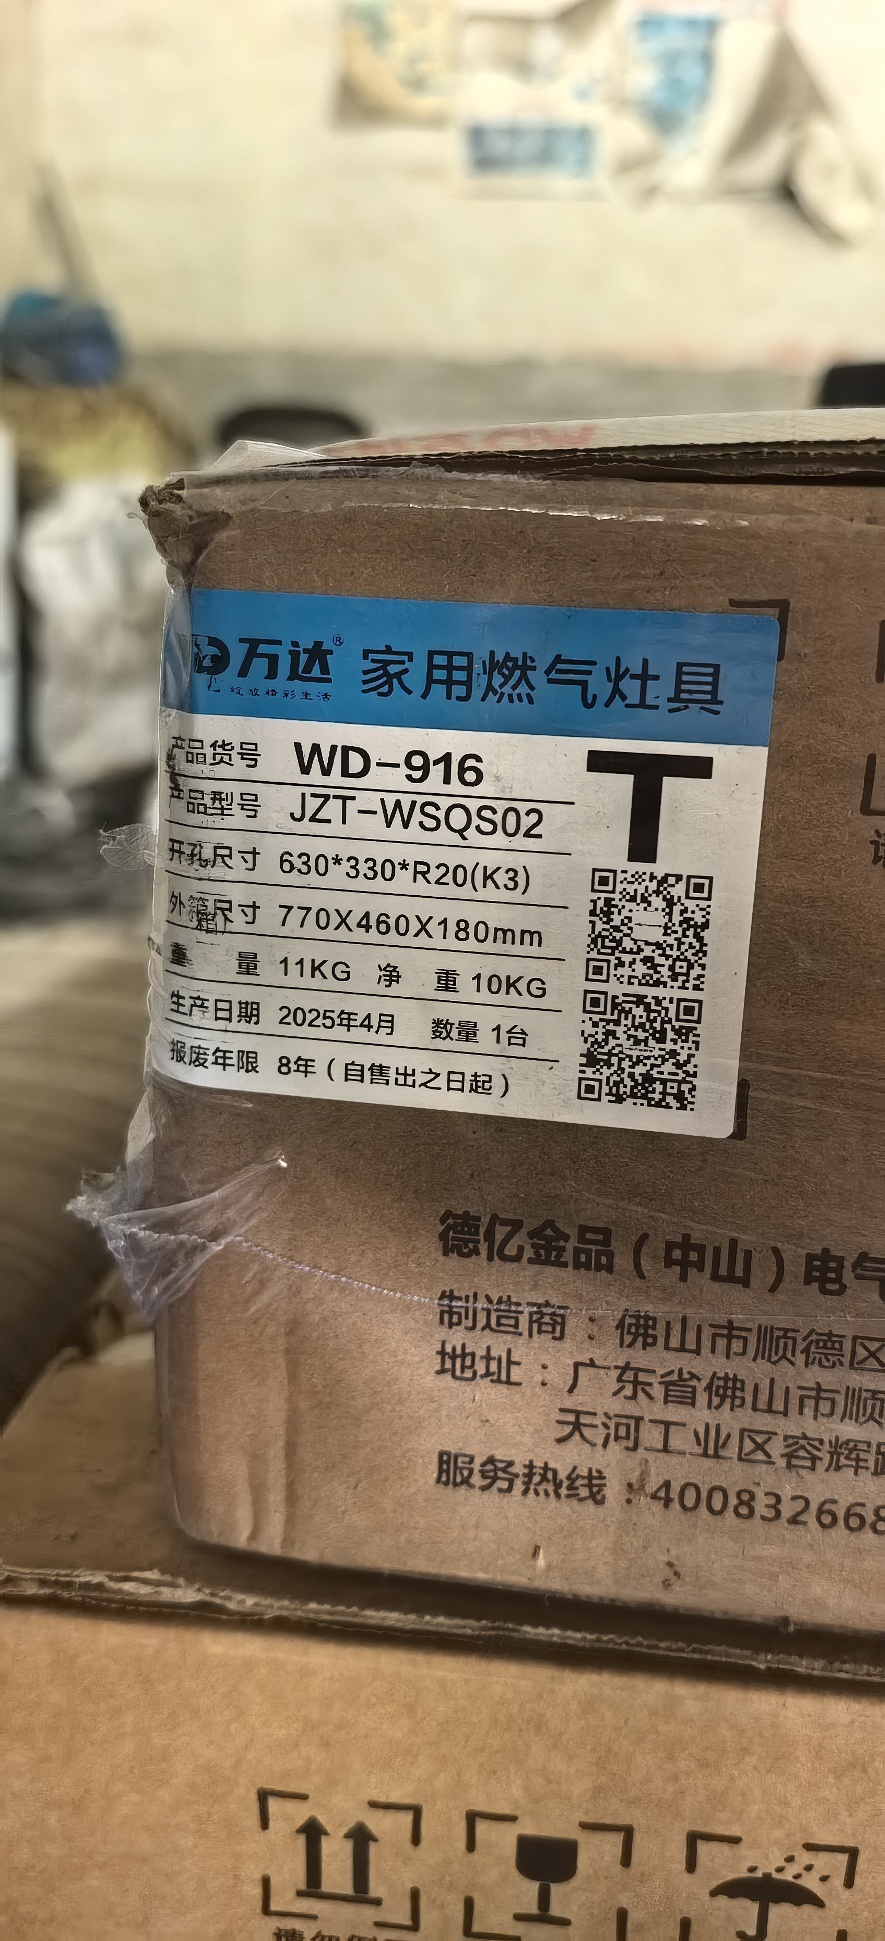 万达® 家用燃气灶具
绽放精彩生活
产品货号 WD-916
T
产品型号 JZT-WSQS02
开孔尺寸 630*330*R20(K3)
外箱尺寸 770X460X180mm
重 量 11KG 净 重 10KG
生产日期 2025年4月 数量 1台
报废年限 8年（自售出之日起）
德亿金品（中山）电气
制造商：佛山市顺德区
地址：广东省佛山市顺
天河工业区容辉路
服务热线：400832668